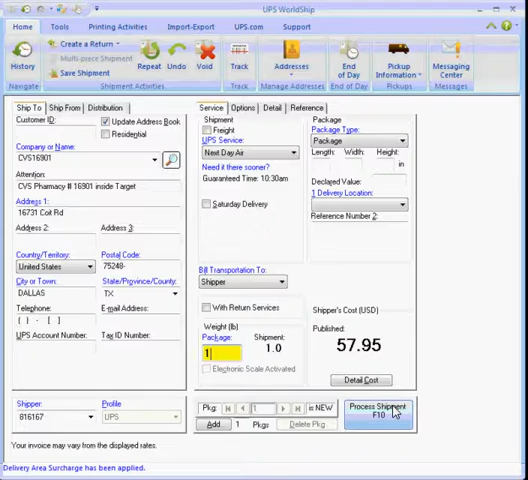 UPS WorldShip
Home Tools Printing Activities Import-Export UPS.com Support
Create a Return
Multi-piece Shipment
Save Shipment
History Repeat Undo Void Track Addresses End of Day Pickup Information Messaging Center
Navigate Shipment Activities Track Manage Addresses End of Day Pickups Messages
Ship To Ship From Distribution
Customer ID:
Update Address Book
Residential
Company or Name:
CVS16901
Attention:
CVS Pharmacy # 16901 inside Target
Address 1:
16731 Coit Rd
Address 2: Address 3:
Country/Territory: Postal Code:
United States 75248-
City or Town: State/Province/County:
DALLAS TX
Telephone: E-mail Address:
( ) - [ ]
UPS Account Number: Tax ID Number:
Shipper: Profile
816167 UPS
Service Options Detail Reference
Shipment
Freight
UPS Service:
Next Day Air
Need it there sooner?
Guaranteed Time: 10:30am
Saturday Delivery
Bill Transportation To:
Shipper
With Return Services
Weight (lb)
Package: Shipment:
1 1.0
Electronic Scale Activated
Package
Package Type:
Package
Length: Width: Height:
in
Declared Value:
1 Delivery Location:
Reference Number 2:
Shipper's Cost (USD)
Published:
57.95
Detail Cost
Pkg: 1 is NEW
Add 1 Pkgs Delete Pkg
Process Shipment
F10
Your invoice may vary from the displayed rates.
Delivery Area Surcharge has been applied.